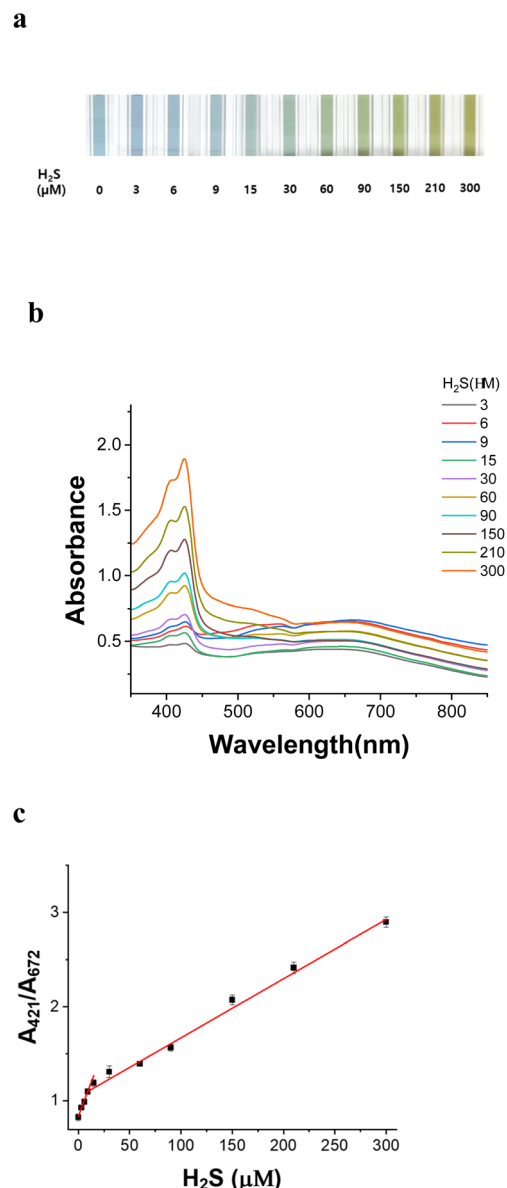 a
H₂S
(μM) 0 3 6 9 15 30 60 90 150 210 300
b
H₂S(HM)
3
6
9
15
30
60
90
150
210
300
2.0
1.5
1.0
0.5
Absorbance
400 500 600 700 800
Wavelength(nm)
c
3
2
1
A₄₂₁/A₆₇₂
0 50 100 150 200 250 300
H₂S (μM)